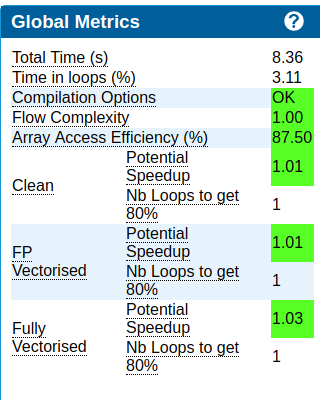 Global Metrics ?
Total Time (s) 8.36
Time in loops (%) 3.11
Compilation Options OK
Flow Complexity 1.00
Array Access Efficiency (%) 87.50
Clean
Potential
Speedup
1.01
Nb Loops to get
80%
1
FP
Vectorised
Potential
Speedup
1.01
Nb Loops to get
80%
1
Fully
Vectorised
Potential
Speedup
1.03
Nb Loops to get
80%
1